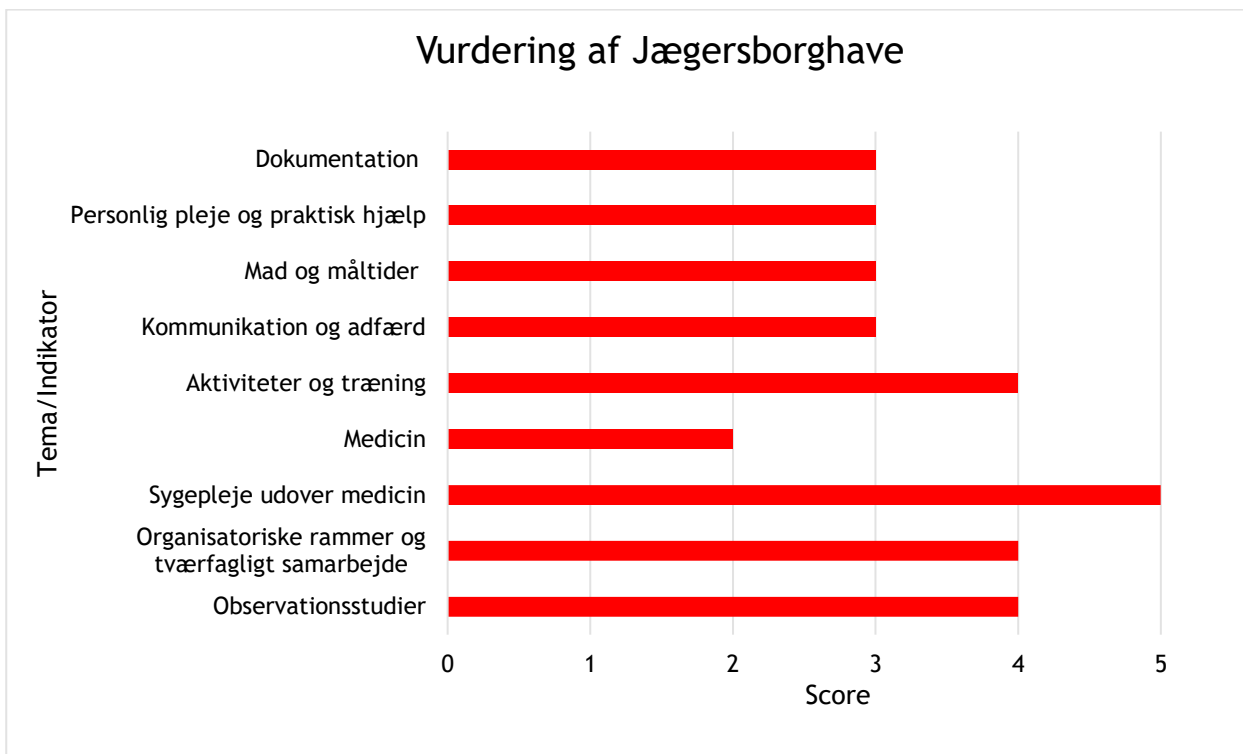 Vurdering af Jægersborghave
Tema/Indikator
Dokumentation
Personlig pleje og praktisk hjælp
Mad og måltider
Kommunikation og adfærd
Aktiviteter og træning
Medicin
Sygepleje udover medicin
Organisatoriske rammer og
tværfagligt samarbejde
Observationsstudier
0 1 2 3 4 5
Score